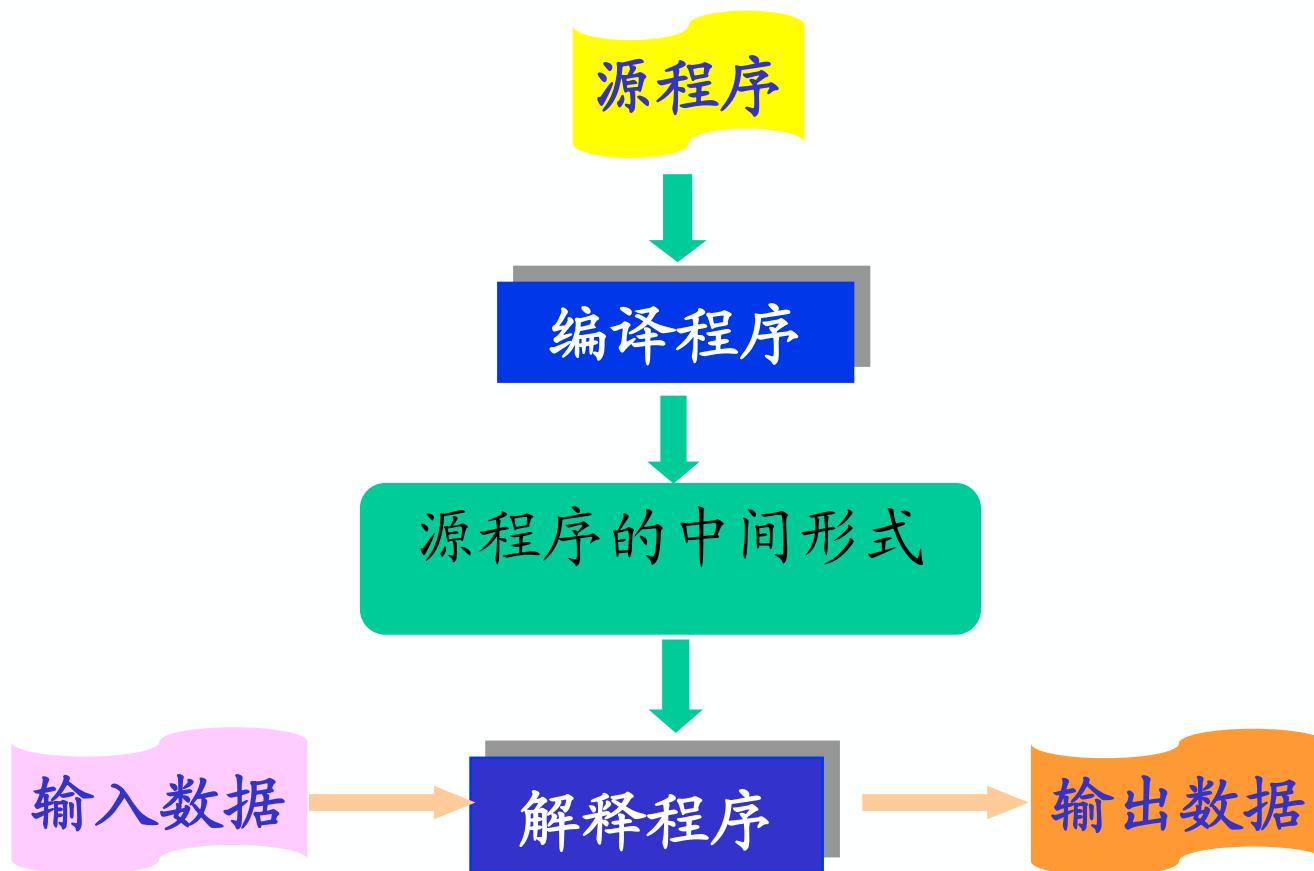 源程序
编译程序
源程序的中间形式
输入数据
解释程序
输出数据